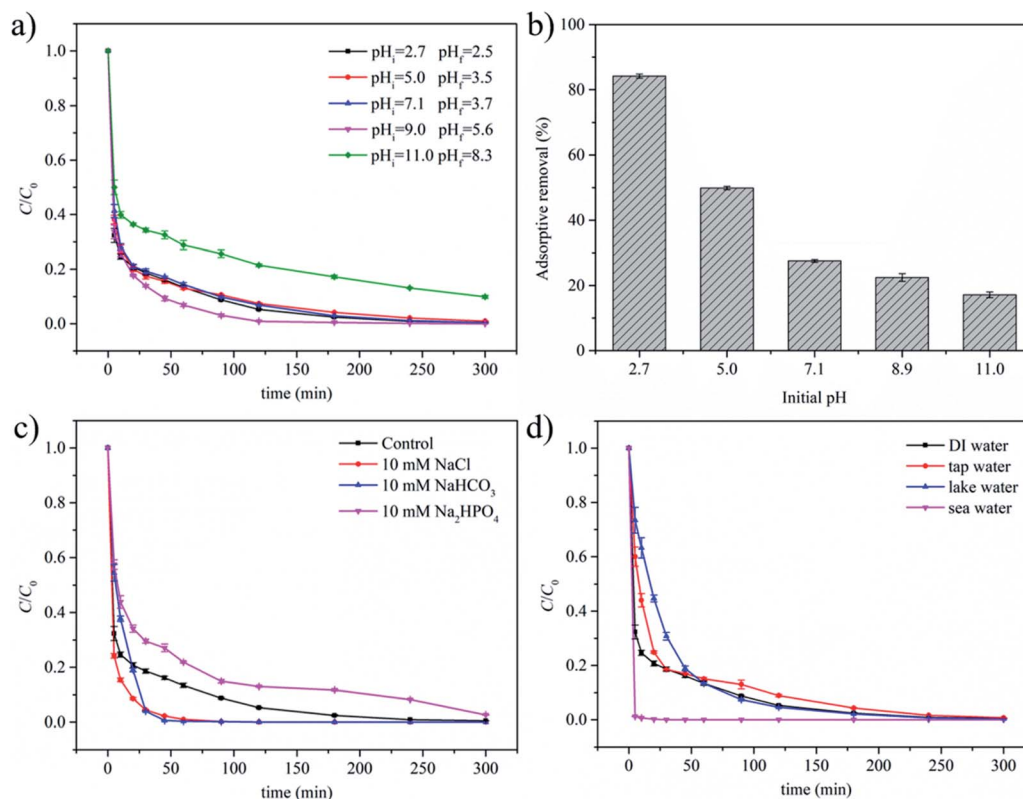 a)
pHi=2.7 pHf=2.5
pHi=5.0 pHf=3.5
pHi=7.1 pHf=3.7
pHi=9.0 pHf=5.6
pHi=11.0 pHf=8.3
1.0
0.8
0.6
0.4
0.2
0.0
C/C0
0 50 100 150 200 250 300
time (min)
b)
100
80
60
40
20
0
Adsorptive removal (%)
2.7 5.0 7.1 8.9 11.0
Initial pH
c)
Control
10 mM NaCl
10 mM NaHCO3
10 mM Na2HPO4
1.0
0.8
0.6
0.4
0.2
0.0
C/C0
0 50 100 150 200 250 300
time (min)
d)
DI water
tap water
lake water
sea water
1.0
0.8
0.6
0.4
0.2
0.0
C/C0
0 50 100 150 200 250 300
time (min)